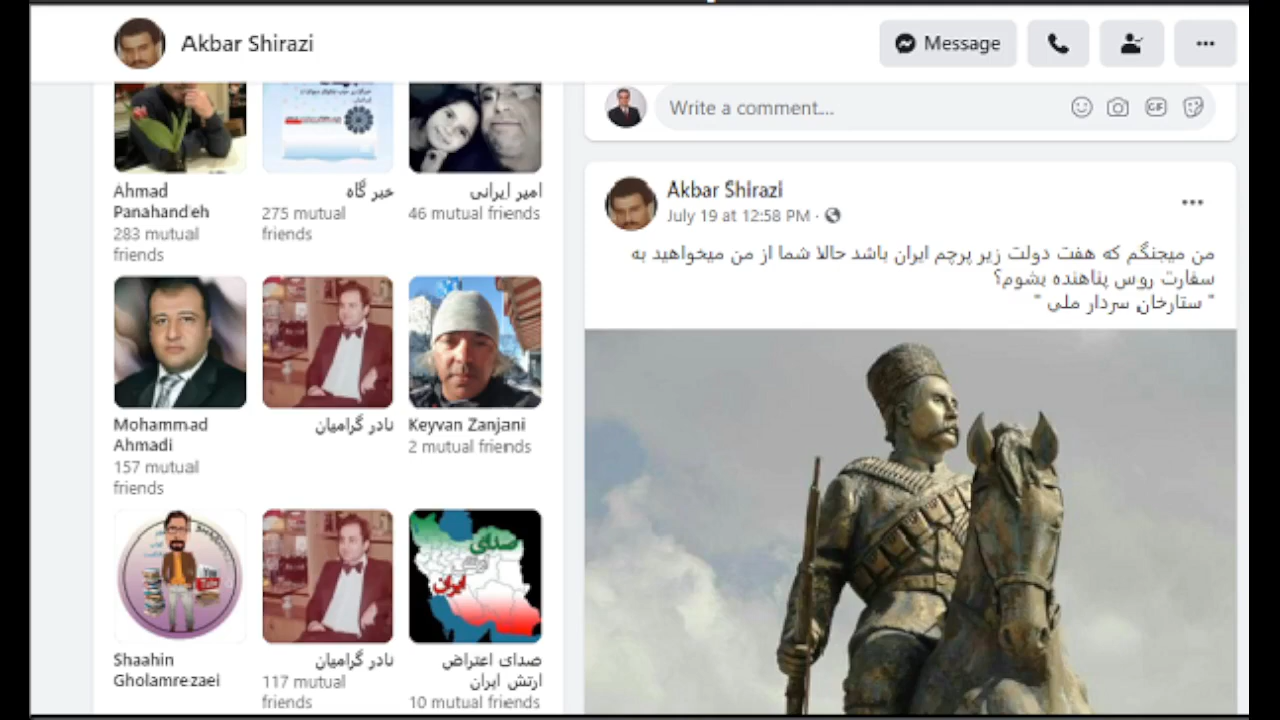 Akbar Shirazi
Message
Ahmad
Panahandeh
283 mutual
friends
خبر گاه
275 mutual
friends
امیر ایرانی
46 mutual friends
Mohammad
Ahmadi
157 mutual
friends
نادر گرامیان
Keyvan Zanjani
2 mutual friends
صدای
ارتش
ایران
Shaahin
Gholamrezaei
نادر گرامیان
117 mutual
friends
صدای اعتراض
ارتش ایران
10 mutual friends
Write a comment...
GIF
Akbar Shirazi
July 19 at 12:58 PM ·
من میجنگم که هفت دولت زیر پرچم ایران باشد حالا شما از من میخواهید به
سفارت روس پناهنده بشوم؟
" ستارخان سردار ملی "